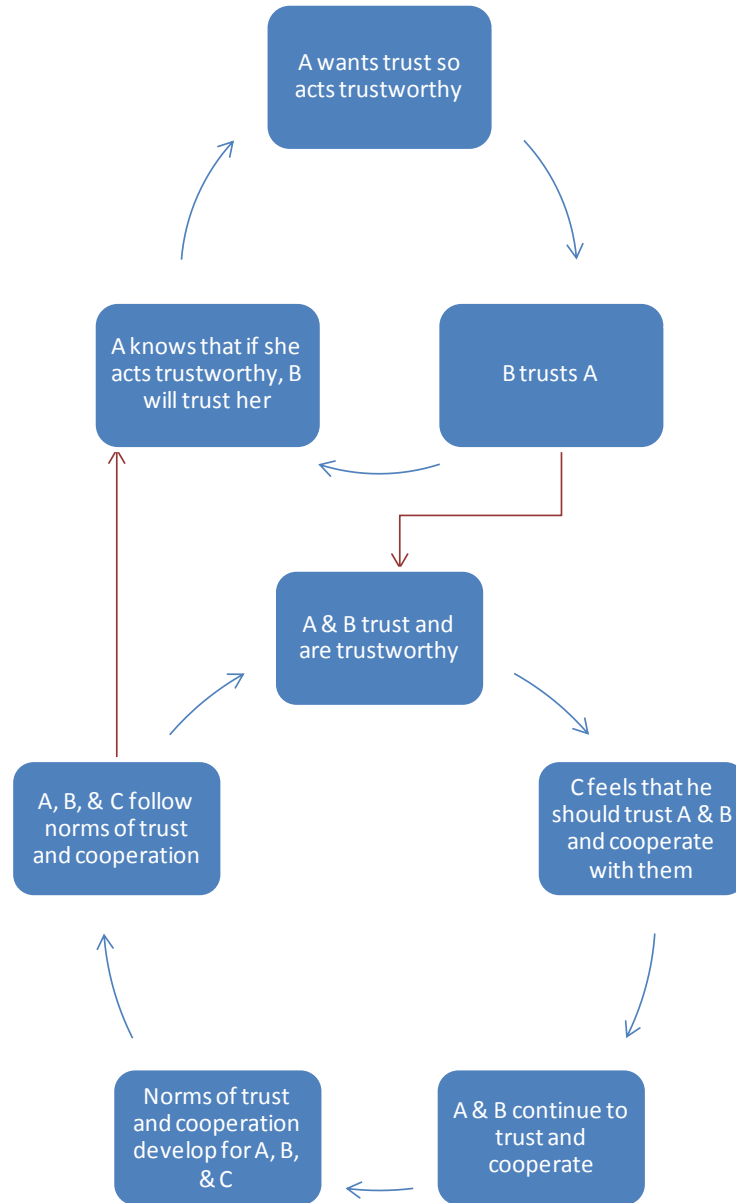 A wants trust so
acts trustworthy
A knows that if she
acts trustworthy, B
will trust her
B trusts A
A & B trust and
are trustworthy
A, B, & C follow
norms of trust
and cooperation
C feels that he
should trust A & B
and cooperate
with them
Norms of trust
and cooperation
develop for A, B,
& C
A & B continue to
trust and
cooperate